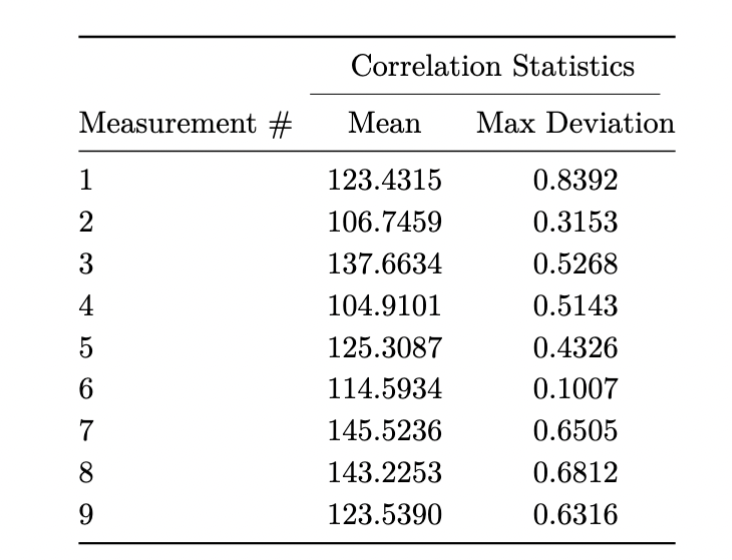 Correlation Statistics
Measurement # Mean Max Deviation
1 123.4315 0.8392
2 106.7459 0.3153
3 137.6634 0.5268
4 104.9101 0.5143
5 125.3087 0.4326
6 114.5934 0.1007
7 145.5236 0.6505
8 143.2253 0.6812
9 123.5390 0.6316